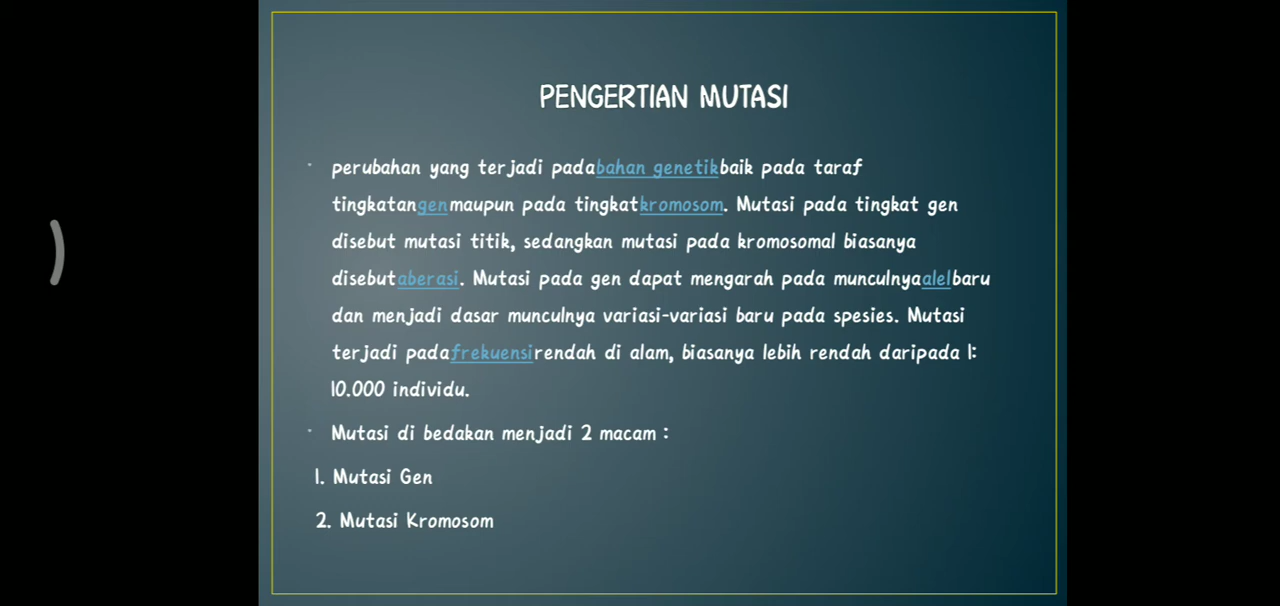 PENGERTIAN MUTASI
perubahan yang terjadi padabahan genetikbaik pada taraf
tingkatangenmaupun pada tingkatkromosom. Mutasi pada tingkat gen
disebut mutasi titik, sedangkan mutasi pada kromosomal biasanya
disebutaberasi. Mutasi pada gen dapat mengarah pada munculnyaalelbaru
dan menjadi dasar munculnya variasi-variasi baru pada spesies. Mutasi
terjadi padafrekuensirendah di alam, biasanya lebih rendah daripada 1:
10.000 individu.
Mutasi di bedakan menjadi 2 macam :
1. Mutasi Gen
2. Mutasi Kromosom